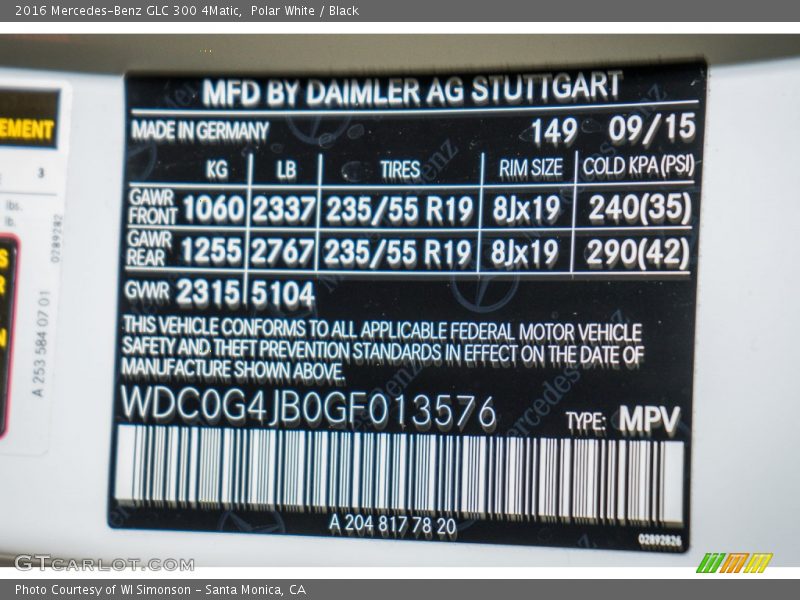 2016 Mercedes-Benz GLC 300 4Matic, Polar White / Black
MFD BY DAIMLER AG STUTTGART
MADE IN GERMANY 149 09/15
KG LB TIRES RIM SIZE COLD KPA(PSI)
GAWR FRONT 1060 2337 235/55 R19 8Jx19 240(35)
GAWR REAR 1255 2767 235/55 R19 8Jx19 290(42)
GVWR 2315 5104
THIS VEHICLE CONFORMS TO ALL APPLICABLE FEDERAL MOTOR VEHICLE
SAFETY AND THEFT PREVENTION STANDARDS IN EFFECT ON THE DATE OF
MANUFACTURE SHOWN ABOVE.
WDC0G4JB0GF013576 TYPE: MPV
A 204 817 78 20
02892826
EMENT
3
lbs.
lb.
0289282
A 253 584 07 01
GTCARLOT.COM
Photo Courtesy of WI Simonson - Santa Monica, CA